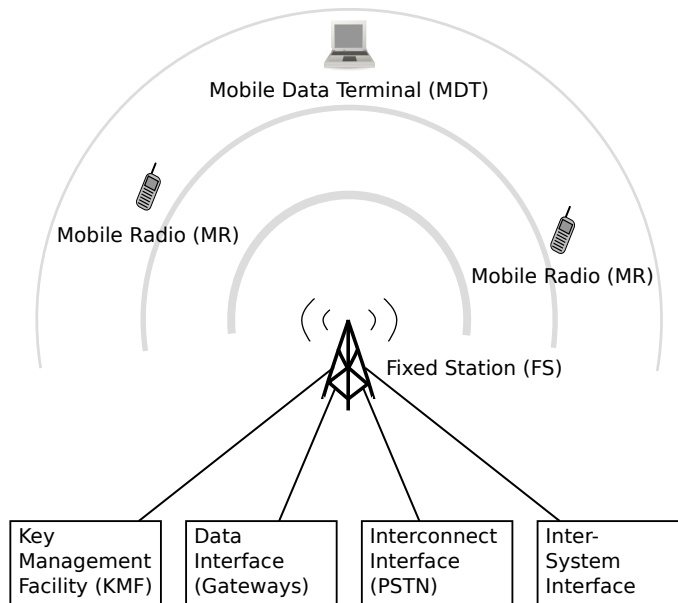 Mobile Data Terminal (MDT)
Mobile Radio (MR)
Mobile Radio (MR)
Fixed Station (FS)
Key
Management
Facility (KMF)
Data
Interface
(Gateways)
Interconnect
Interface
(PSTN)
Inter-
System
Interface